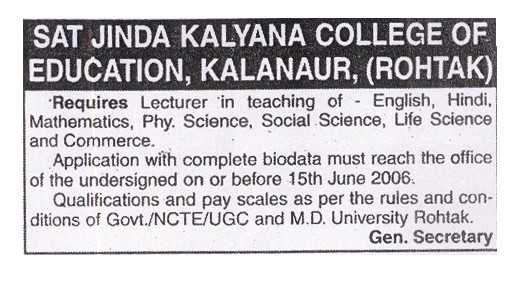 SAT JINDA KALYANA COLLEGE OF
EDUCATION, KALANAUR, (ROHTAK)
Requires Lecturer in teaching of - English, Hindi,
Mathematics, Phy. Science, Social Science, Life Science
and Commerce.
Application with complete biodata must reach the office
of the undersigned on or before 15th June 2006.
Qualifications and pay scales as per the rules and con-
ditions of Govt./NCTE/UGC and M.D. University Rohtak.
Gen. Secretary